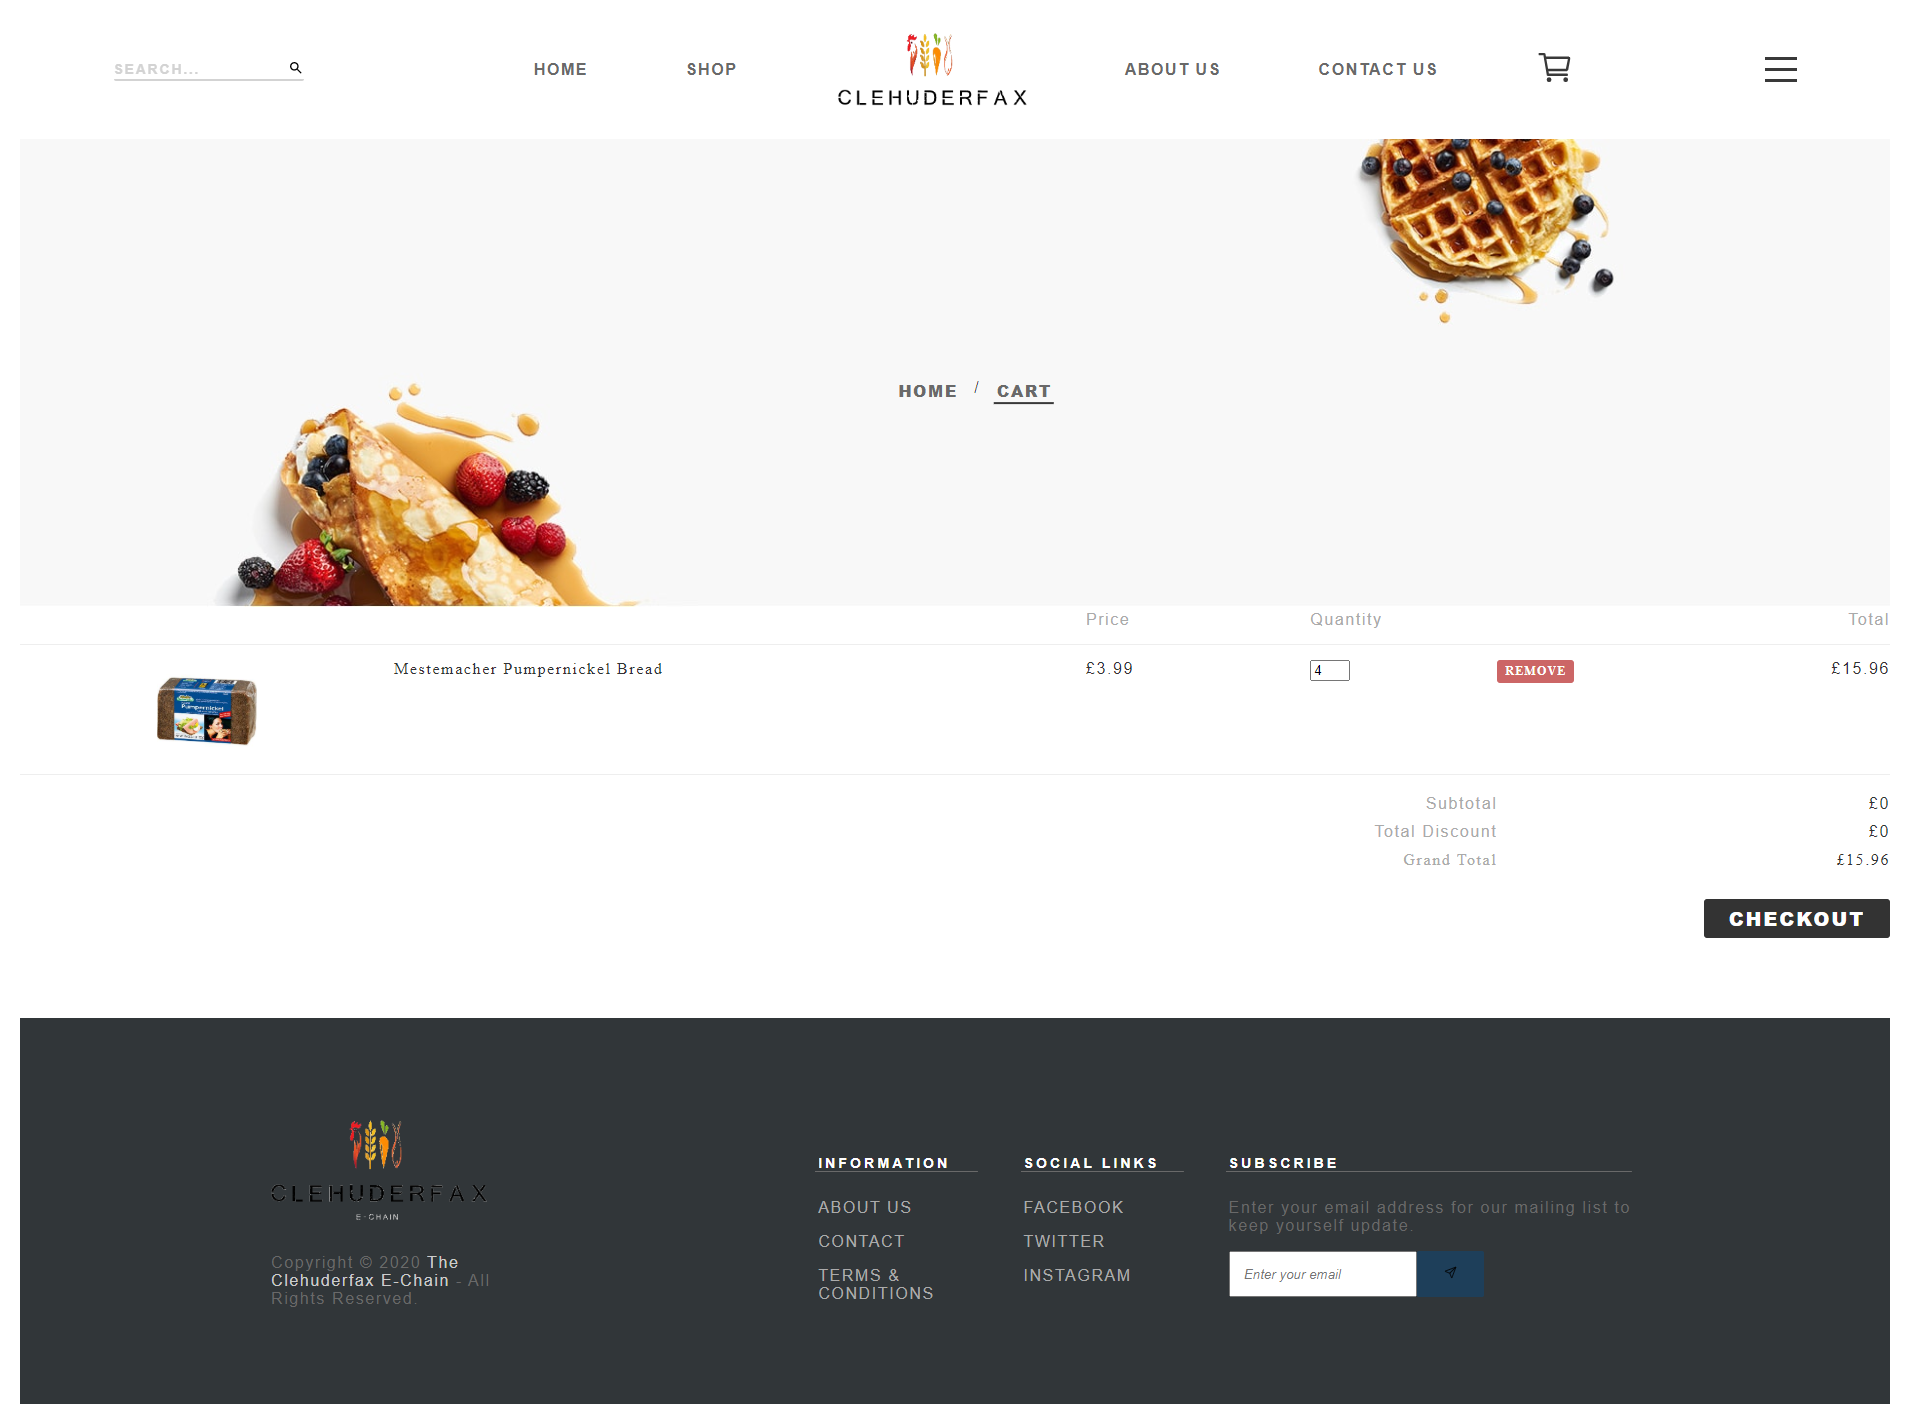 SEARCH...
HOME
SHOP
CLEHUDERFAX
ABOUT US
CONTACT US
HOME / CART
Price Quantity Total
Mestemacher Pumpernickel Bread £3.99 4 REMOVE £15.96
Pumpernickel
Subtotal £0
Total Discount £0
Grand Total £15.96
CHECKOUT
CLEHUDERFAX
E-CHAIN
Copyright © 2020 The
Clehuderfax E-Chain - All
Rights Reserved.
INFORMATION
ABOUT US
CONTACT
TERMS &
CONDITIONS
SOCIAL LINKS
FACEBOOK
TWITTER
INSTAGRAM
SUBSCRIBE
Enter your email address for our mailing list to
keep yourself update.
Enter your email